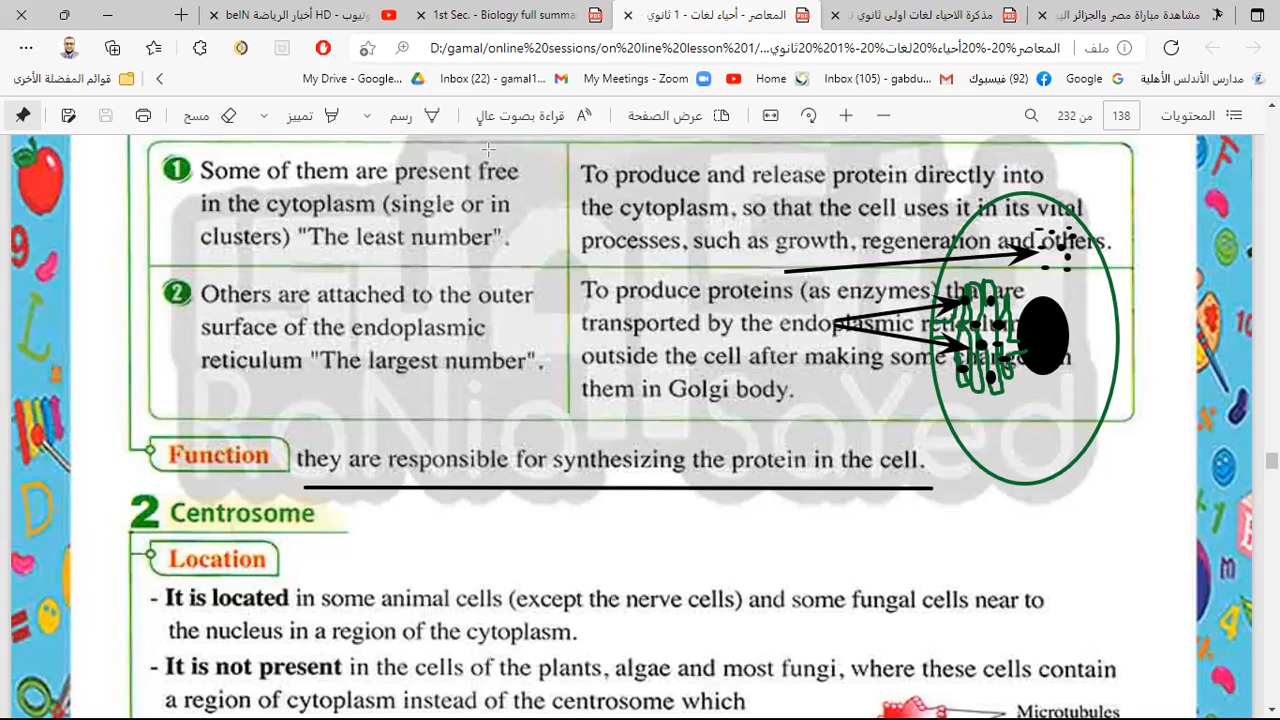 وتيوب - HD أخبار الرياضة beIN
1st Sec. - Biology full summa
المعاصر - أحياء لغات - 1 ثانوي
مذكرة الاحياء لغات اولى ثانوي
مشاهدة مباراة مصر والجزائر الي
D:/gamal/online%20sessions/on%20line%20lesson%201/...المعاصر%20-%20أحياء%20لغات%20-%201%20ثانوي
ملف
قوائم المفضلة الأخرى
My Drive - Google...
Inbox (22) - gamal1...
My Meetings - Zoom
Home
Inbox (105) - gabdu...
(92) فيسبوك
Google
مدارس الأندلس الأهلية
مسح
تمييز
رسم
قراءة بصوت عالٍ
عرض الصفحة
232 من
138
المحتويات
1 Some of them are present free
in the cytoplasm (single or in
clusters) "The least number".
To produce and release protein directly into
the cytoplasm, so that the cell uses it in its vital
processes, such as growth, regeneration and others.
2 Others are attached to the outer
surface of the endoplasmic
reticulum "The largest number".
To produce proteins (as enzymes) that are
transported by the endoplasmic
outside the cell after making some
them in Golgi body.
Function they are responsible for synthesizing the protein in the cell.
2 Centrosome
Location
- It is located in some animal cells (except the nerve cells) and some fungal cells near to
the nucleus in a region of the cytoplasm.
- It is not present in the cells of the plants, algae and most fungi, where these cells contain
a region of cytoplasm instead of the centrosome which
Microtubules